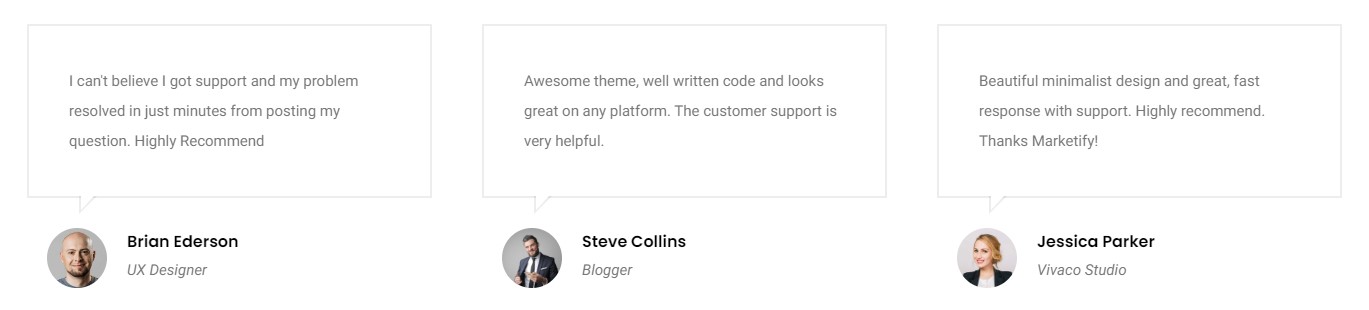 I can't believe I got support and my problem
resolved in just minutes from posting my
question. Highly Recommend
Brian Ederson
UX Designer
Awesome theme, well written code and looks
great on any platform. The customer support is
very helpful.
Steve Collins
Blogger
Beautiful minimalist design and great, fast
response with support. Highly recommend.
Thanks Marketify!
Jessica Parker
Vivaco Studio